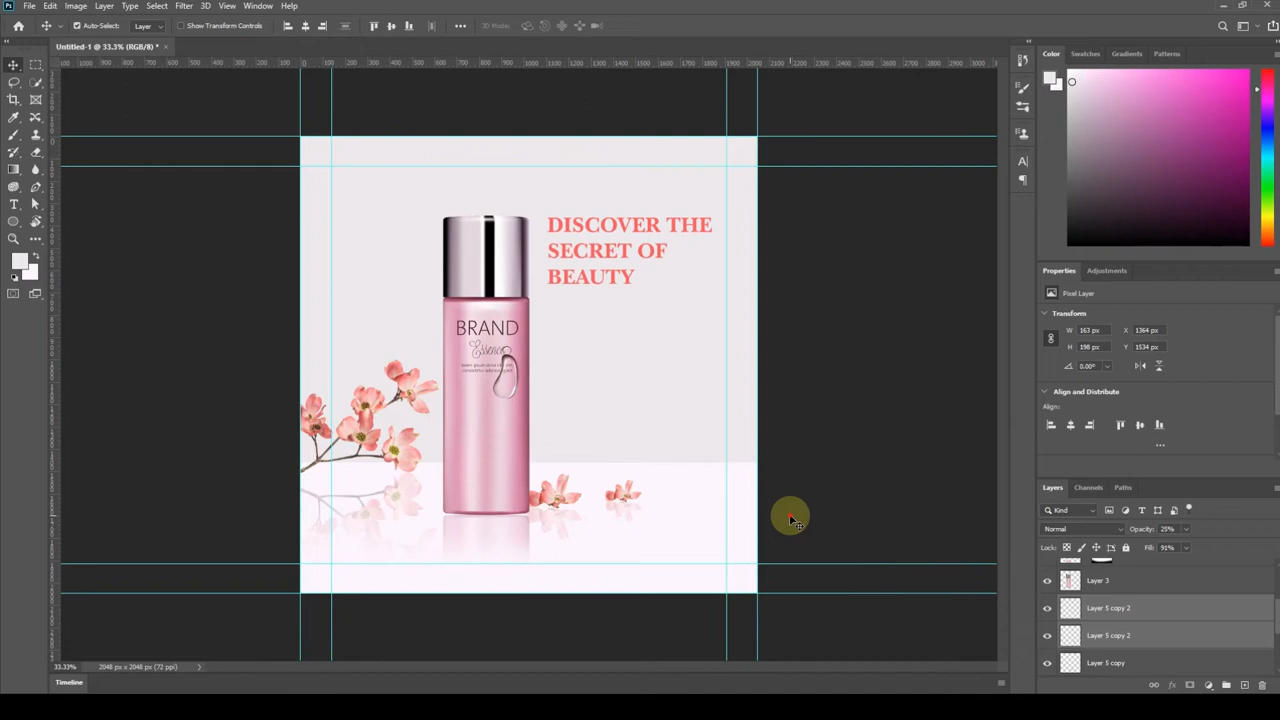 Ps File Edit Image Layer Type Select Filter 3D View Window Help
Auto-Select: Layer Show Transform Controls ••• 3D Mode:
Untitled-1 @ 33.3% (RGB/8) * ×
Color Swatches Gradients Patterns
DISCOVER THE
SECRET OF
BEAUTY
BRAND
Essence
Properties Adjustments
Pixel Layer
Transform
W 163 px X 1364 px
H 198 px Y 1534 px
0.00°
Align and Distribute
Align:
•••
Layers Channels Paths
Kind
Normal Opacity: 25%
Lock: Fill: 91%
Layer 3
Layer 5 copy 2
Layer 5 copy 2
Layer 5 copy
33.33% 2048 px x 2048 px (72 ppi)
Timeline